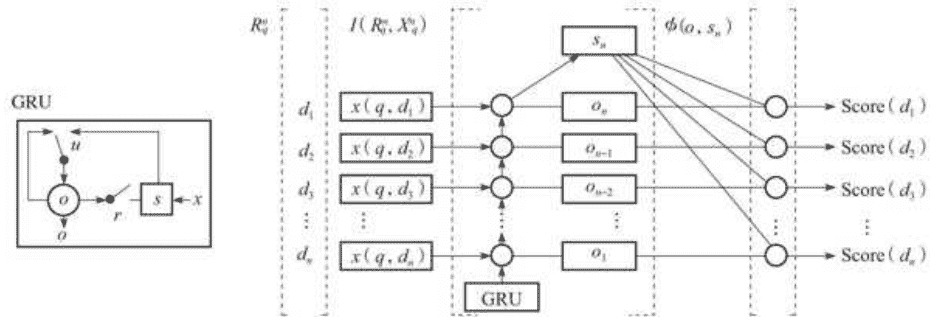 R_q^n I(R_q^n, X_q^n) ϕ(o, s_n)
s_n
GRU
u
o r s x
o
d_1 x(q, d_1) o_n Score(d_1)
d_2 x(q, d_2) o_{n-1} Score(d_2)
d_3 x(q, d_3) o_{n-2} Score(d_3)
⋮ ⋮ ⋮ ⋮ ⋮
d_n x(q, d_n) o_1 Score(d_n)
GRU